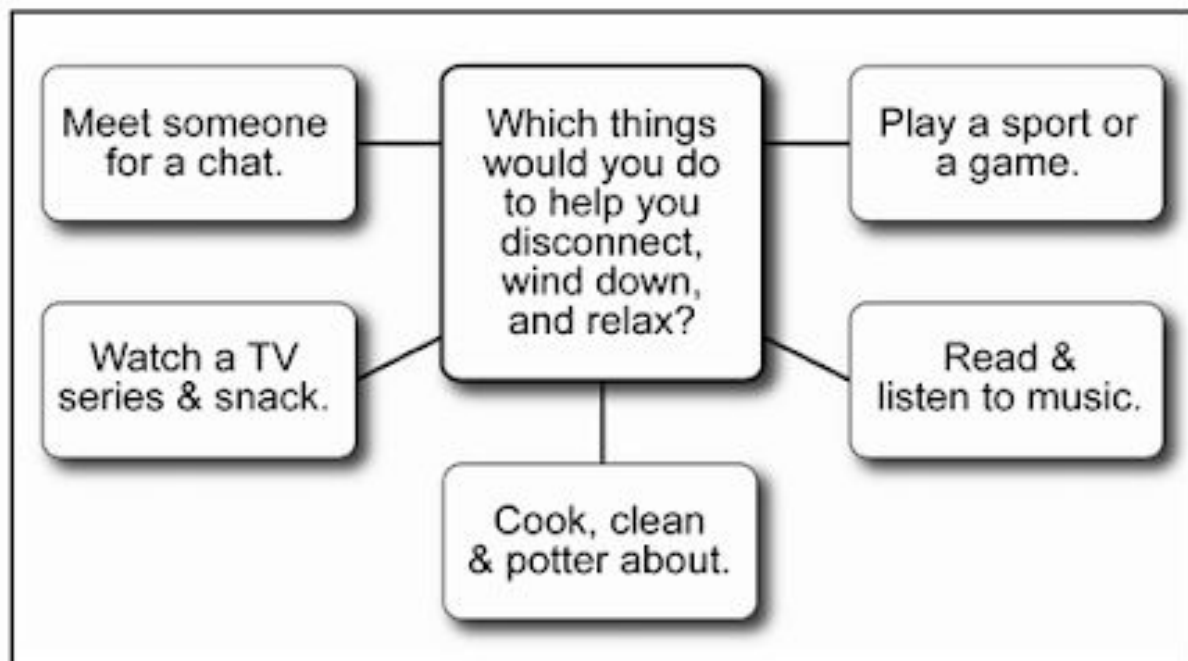 Meet someone
for a chat.
Which things
would you do
to help you
disconnect,
wind down,
and relax?
Play a sport or
a game.
Watch a TV
series & snack.
Read &
listen to music.
Cook, clean
& potter about.